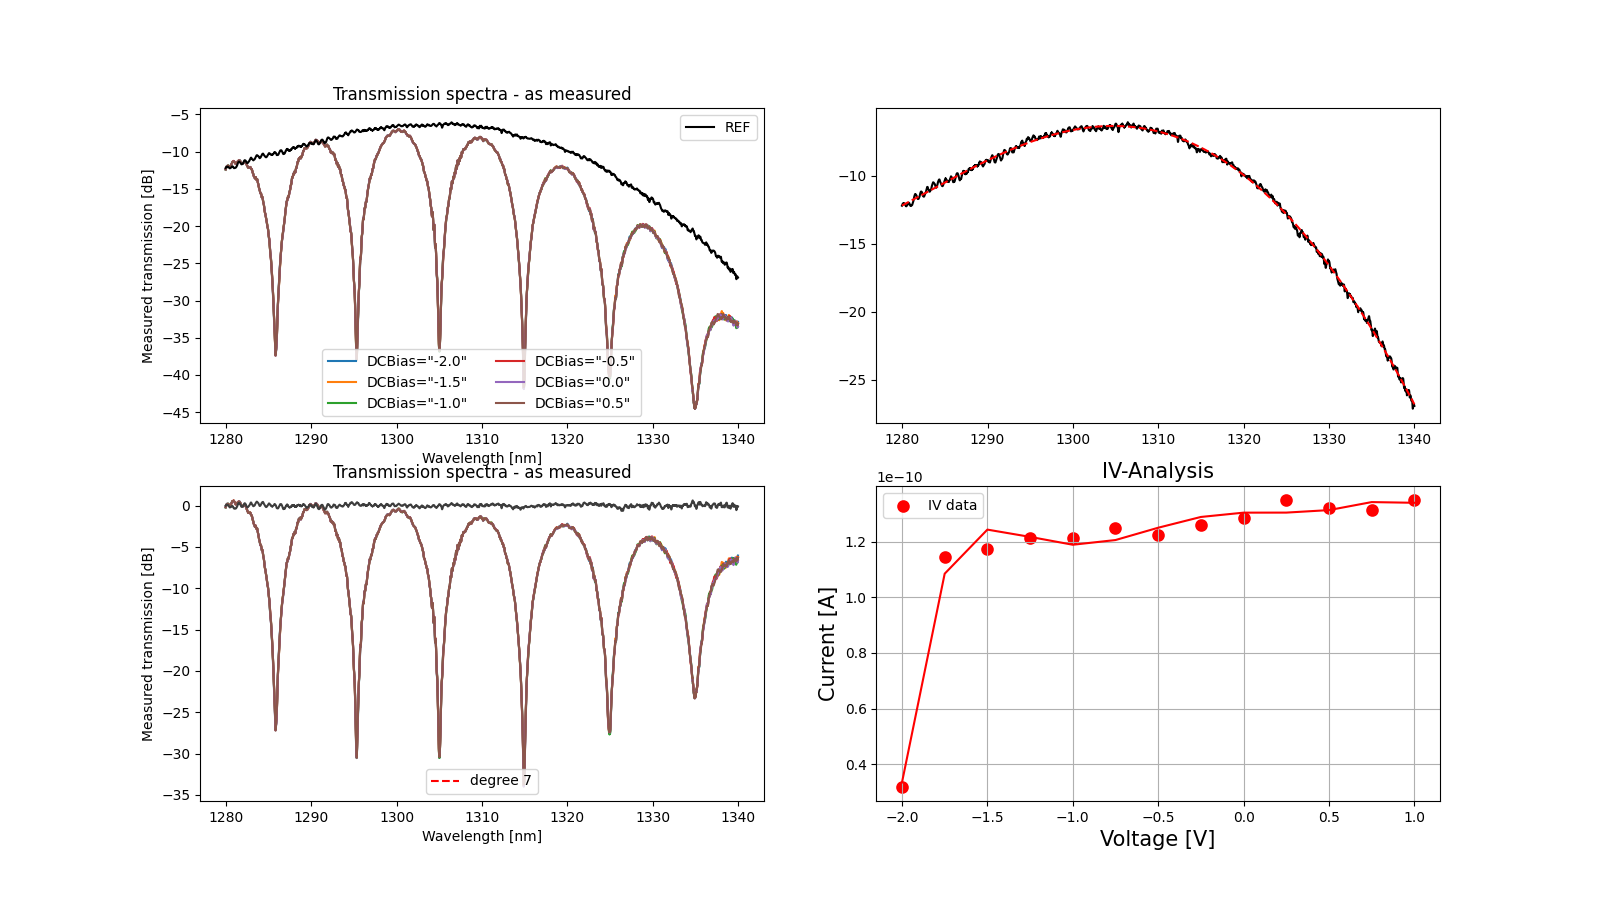 Transmission spectra - as measured
Measured transmission [dB]
−5
−10
−15
−20
−25
−30
−35
−40
−45
REF
DCBias="-2.0"
DCBias="-1.5"
DCBias="-1.0"
DCBias="-0.5"
DCBias="0.0"
DCBias="0.5"
1280 1290 1300 1310 1320 1330 1340
Wavelength [nm]
−10
−15
−20
−25
1280 1290 1300 1310 1320 1330 1340
Transmission spectra - as measured
Measured transmission [dB]
0
−5
−10
−15
−20
−25
−30
−35
degree 7
1280 1290 1300 1310 1320 1330 1340
Wavelength [nm]
IV-Analysis
1e−10
Current [A]
1.2
1.0
0.8
0.6
0.4
IV data
−2.0 −1.5 −1.0 −0.5 0.0 0.5 1.0
Voltage [V]